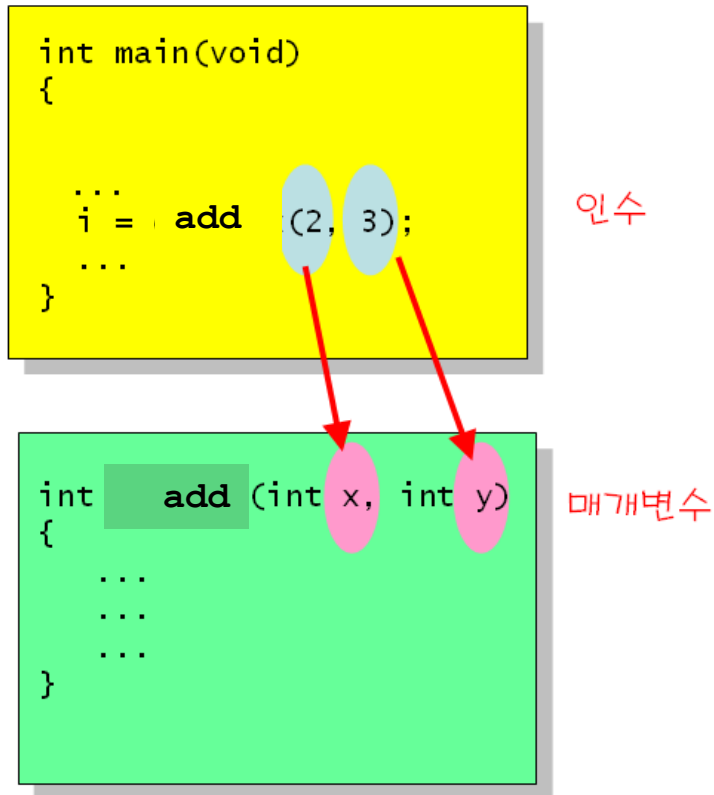 int main(void)
{
...
i = add (2, 3);
...
}
인수
int add (int x, int y)
{
...
...
...
}
매개변수